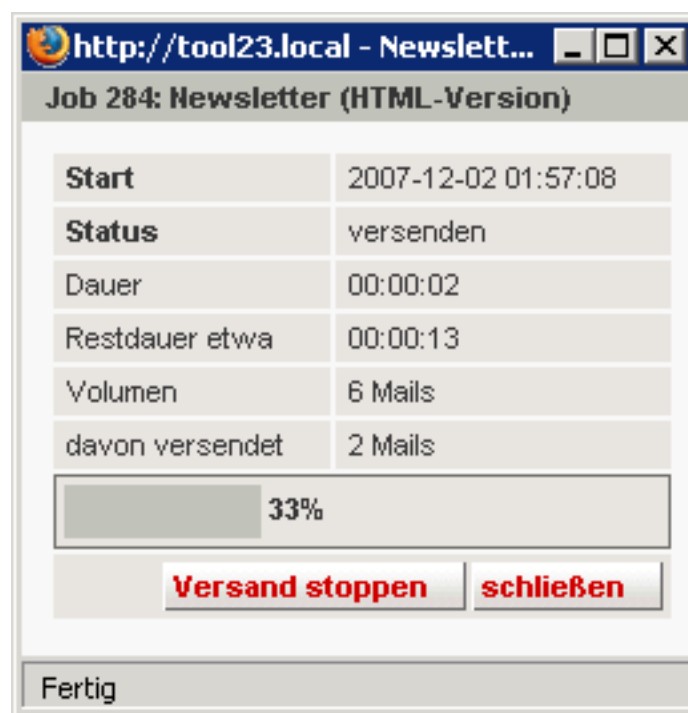 http://tool23.local - Newslett...
Job 284: Newsletter (HTML-Version)
Start 2007-12-02 01:57:08
Status versenden
Dauer 00:00:02
Restdauer etwa 00:00:13
Volumen 6 Mails
davon versendet 2 Mails
33%
Versand stoppen schließen
Fertig